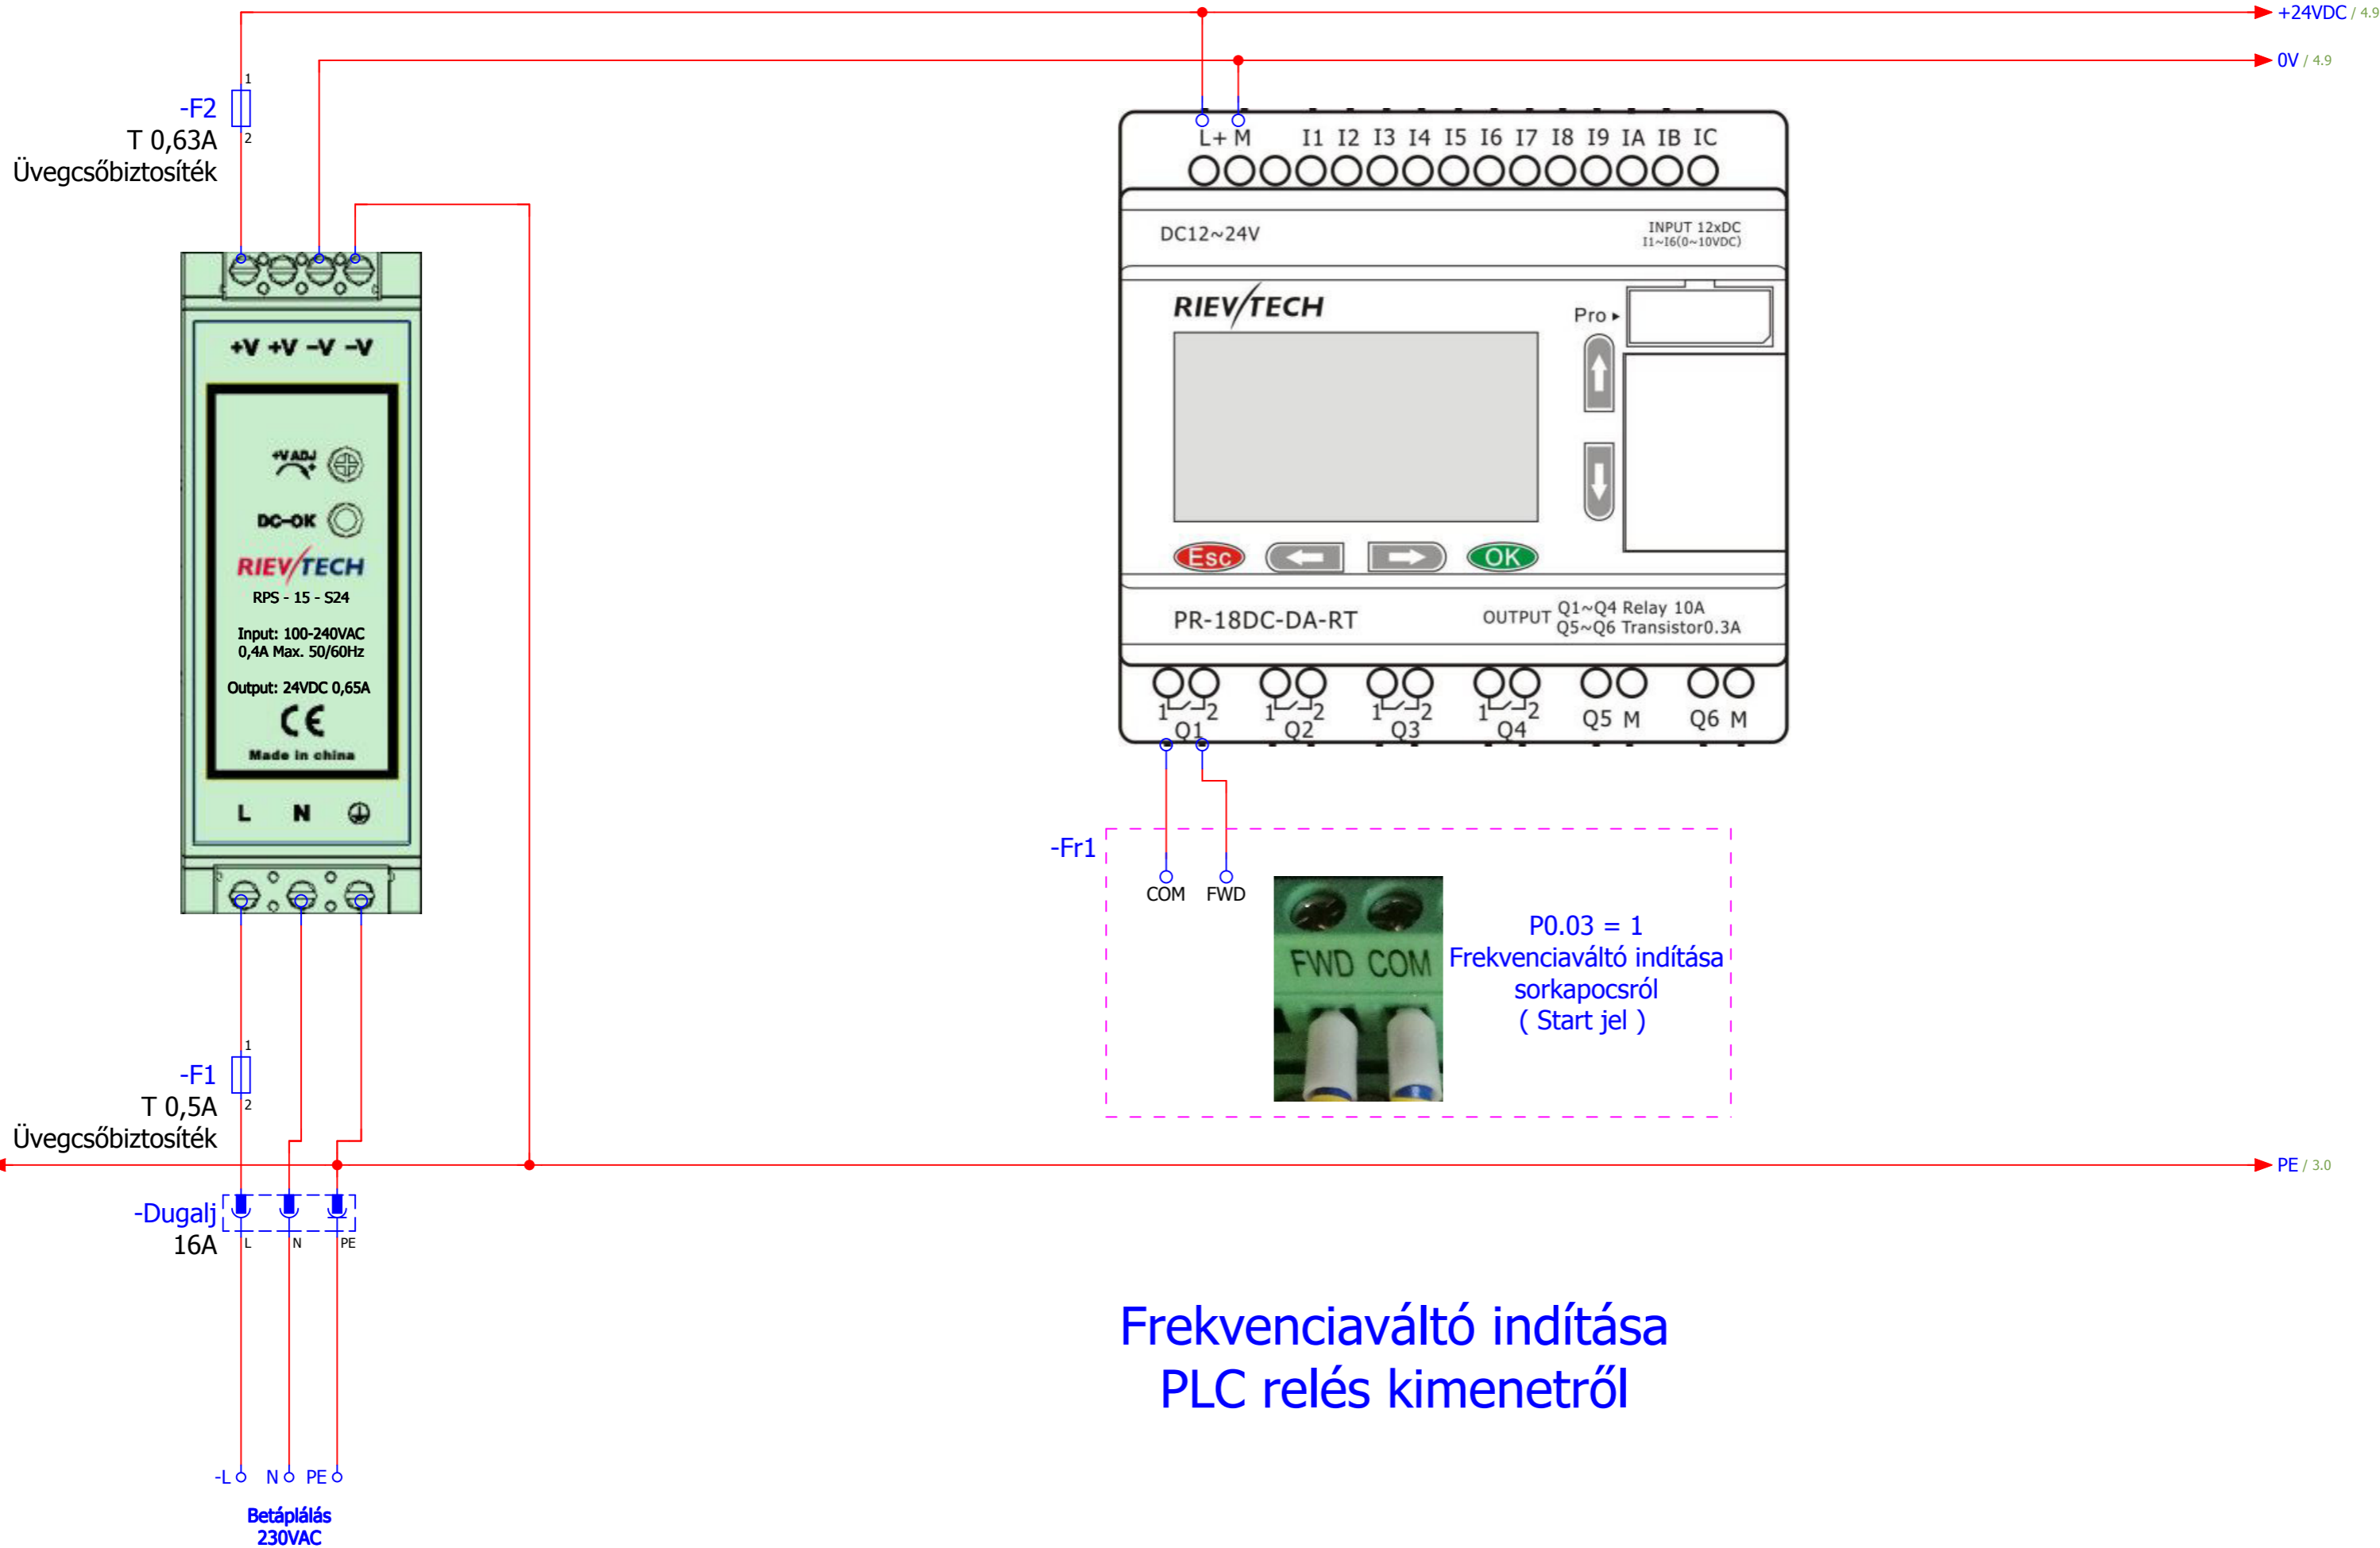 +24VDC / 4.9
0V / 4.9
1
-F2
T 0,63A
2
Üvegcsőbiztosíték
L+ M I1 I2 I3 I4 I5 I6 I7 I8 I9 IA IB IC
DC12~24V
INPUT 12xDC
I1~I6(0~10VDC)
RIEV/TECH
Pro ▸
+V +V -V -V
+V ADJ
DC-OK
RIEV/TECH
RPS - 15 - S24
Input: 100-240VAC
0,4A Max. 50/60Hz
Output: 24VDC 0,65A
CE
Made in china
L N
Esc
OK
PR-18DC-DA-RT
OUTPUT
Q1~Q4 Relay 10A
Q5~Q6 Transistor0.3A
1 2 1 2 1 2 1 2
Q1 Q2 Q3 Q4 Q5 M Q6 M
-Fr1
COM FWD
FWD COM
P0.03 = 1
Frekvenciaváltó indítása
sorkapocsról
( Start jel )
1
-F1
T 0,5A
2
Üvegcsőbiztosíték
PE / 3.0
-Dugalj
16A
L N PE
Frekvenciaváltó indítása
PLC relés kimenetről
-L N PE
Betáplálás
230VAC